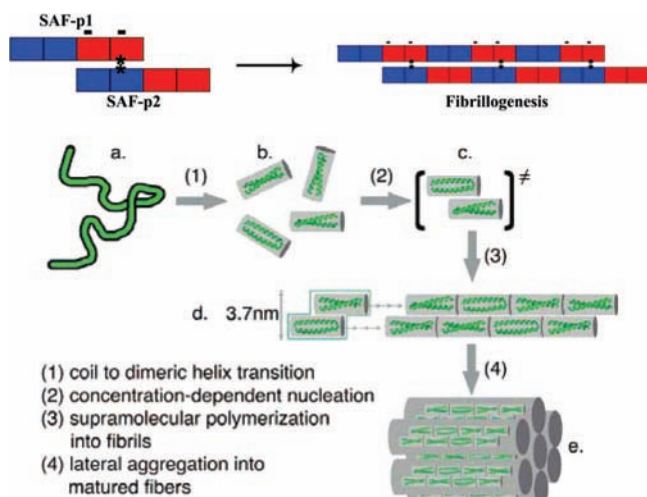 SAF-p1
- -
* *
SAF-p2
Fibrillogenesis
a.
(1)
b.
(2)
c.
≠
(3)
d.
3.7nm
(4)
e.
(1) coil to dimeric helix transition
(2) concentration-dependent nucleation
(3) supramolecular polymerization
into fibrils
(4) lateral aggregation into
matured fibers